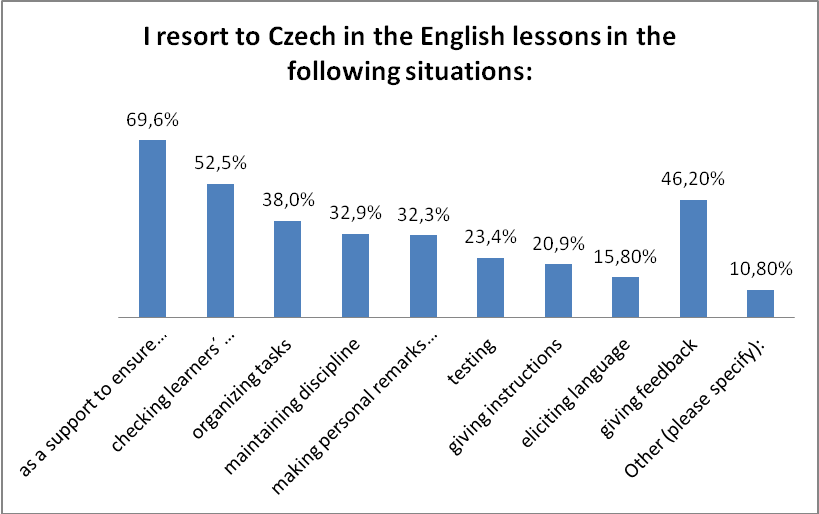 I resort to Czech in the English lessons in the
following situations:
69,6%
52,5%
38,0%
32,9%
32,3%
23,4%
20,9%
15,80%
46,20%
10,80%
as a support to ensure...
checking learners´ ...
organizing tasks
maintaining discipline
making personal remarks...
testing
giving instructions
eliciting language
giving feedback
Other (please specify):